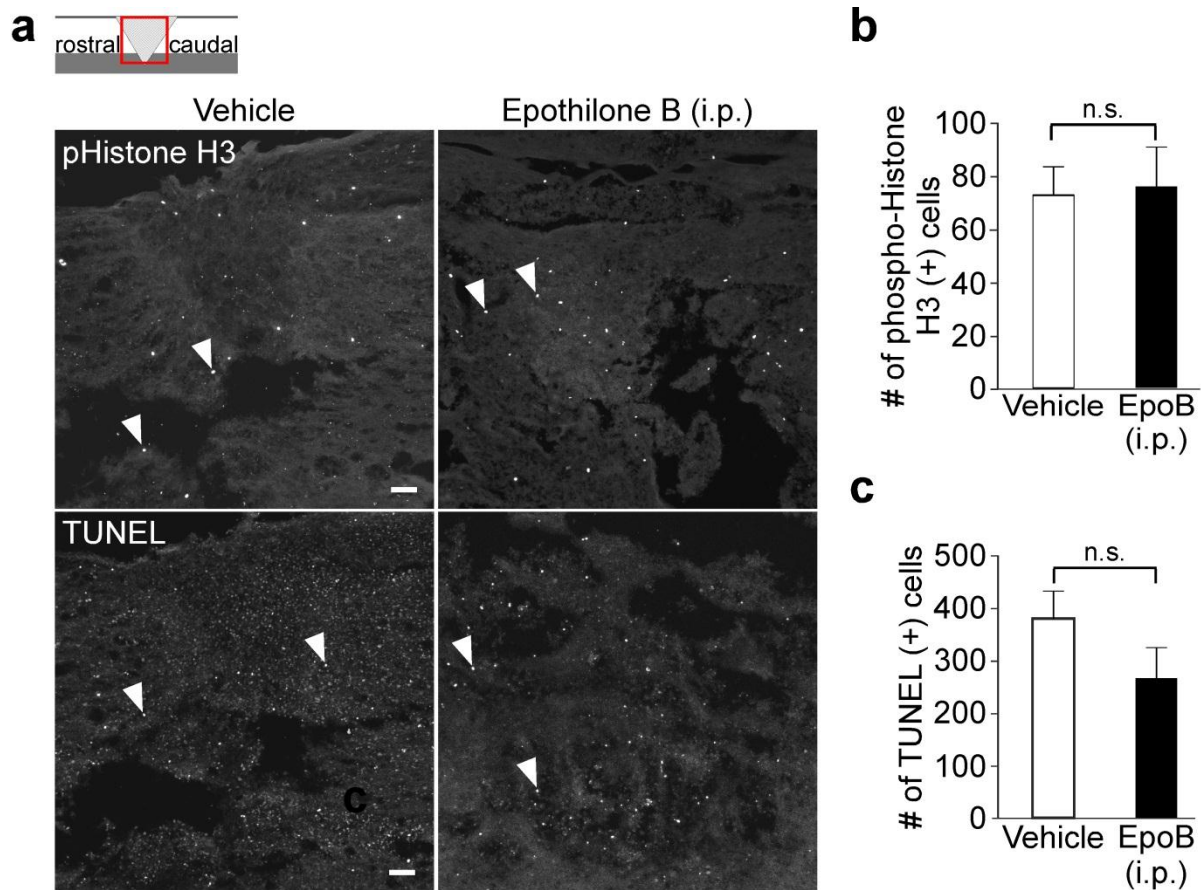 a
rostral caudal
Vehicle
Epothilone B (i.p.)
pHistone H3
TUNEL
c
b
# of phospho-Histone
H3 (+) cells
100
80
60
40
20
0
n.s.
Vehicle
EpoB
(i.p.)
c
# of TUNEL (+) cells
500
400
300
200
100
0
n.s.
Vehicle
EpoB
(i.p.)